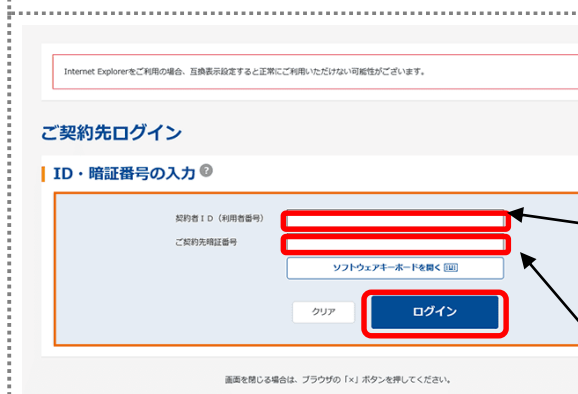 Internet Explorerをご利用の場合、互換表示設定すると正常にご利用いただけない可能性がございます。
ご契約先ログイン
ID・暗証番号の入力 ?
契約者ＩＤ（利用者番号）
ご契約先暗証番号
ソフトウェアキーボードを開く
クリア
ログイン
画面を閉じる場合は、ブラウザの「×」ボタンを押してください。